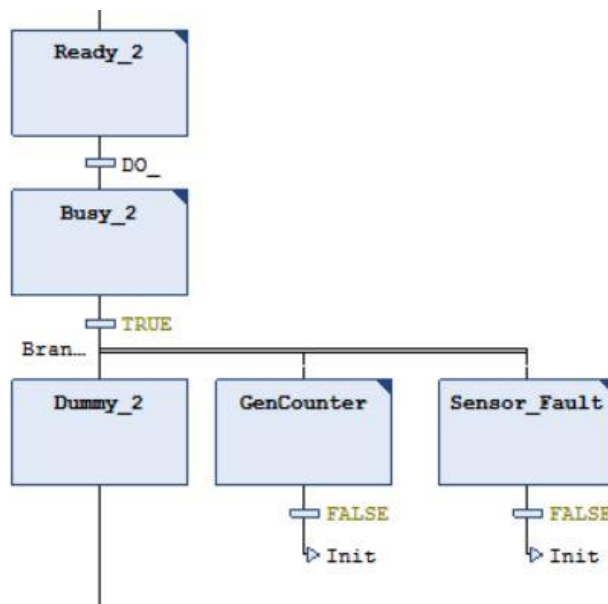 Ready_2
DO_
Busy_2
TRUE
Bran...
Dummy_2 GenCounter Sensor_Fault
FALSE FALSE
Init Init